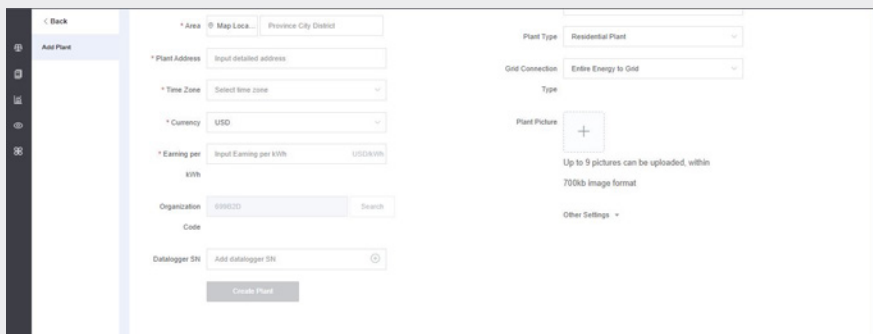 < Back
Add Plant
* Area Map Loca... Province City District
* Plant Address Input detailed address
* Time Zone Select time zone
* Currency USD
* Earning per kWh Input Earning per kWh USD/kWh
Organization Code Search
Datalogger SN Add datalogger SN
Create Plant
Plant Type Residential Plant
Grid Connection Type Entire Energy to Grid
Plant Picture
Up to 9 pictures can be uploaded, within
700kb image format
Other Settings